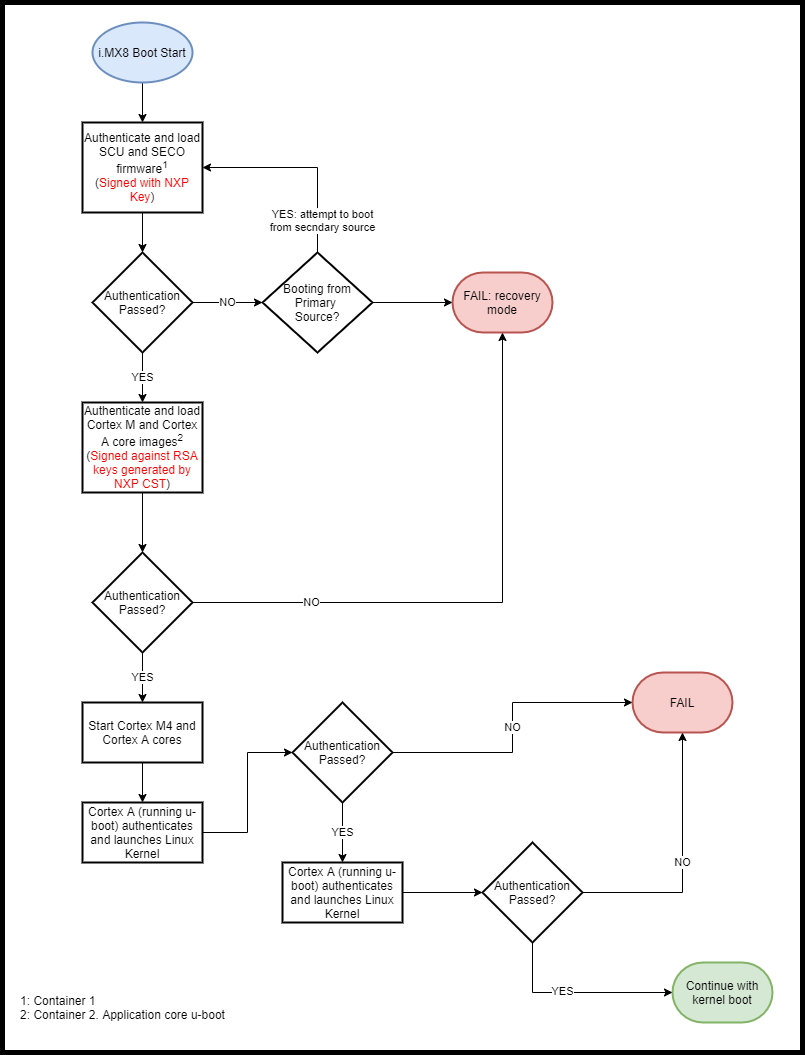 i.MX8 Boot Start
Authenticate and load
SCU and SECO
firmware1
(Signed with NXP
Key)
YES: attempt to boot
from secndary source
Authentication
Passed?
NO
Booting from
Primary
Source?
FAIL: recovery
mode
YES
Authenticate and load
Cortex M and Cortex
A core images2
(Signed against RSA
keys generated by
NXP CST)
Authentication
Passed?
NO
YES
Start Cortex M4 and
Cortex A cores
Cortex A (running u-
boot) authenticates
and launches Linux
Kernel
Authentication
Passed?
NO
FAIL
YES
Cortex A (running u-
boot) authenticates
and launches Linux
Kernel
Authentication
Passed?
NO
YES
Continue with
kernel boot
1: Container 1
2: Container 2. Application core u-boot